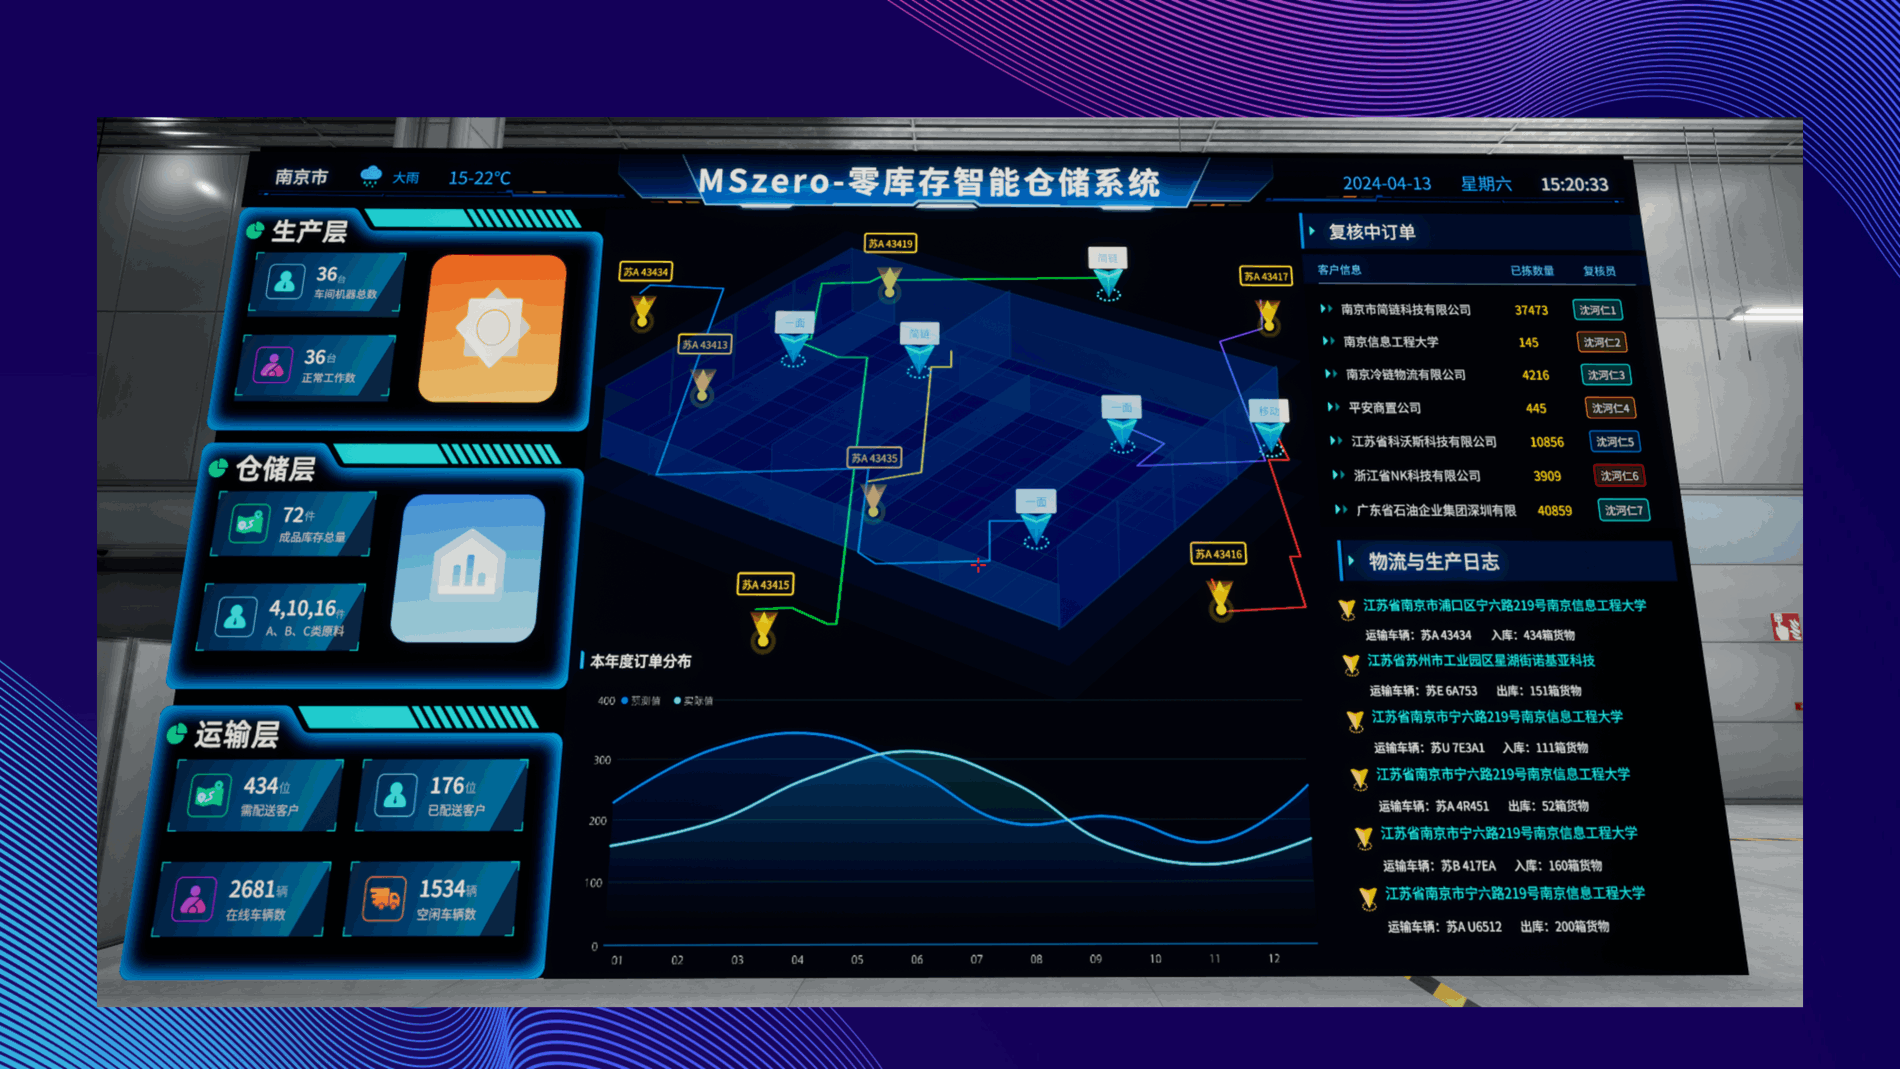 南京市 大雨 15-22℃
MSzero-零库存智能仓储系统
2024-04-13 星期六 15:20:33
生产层
36台
车间机器总数
36台
正常工作数
仓储层
72件
成品库存总量
4,10,16件
A、B、C类原料
运输层
434位
需配送客户
176位
已配送客户
2681辆
在线车辆数
1534辆
空闲车辆数
苏A 43419
苏A 43434
简链
苏A 43417
一面
简链
苏A 43413
一面
移动
苏A 43435
一面
苏A 43416
苏A 43415
本年度订单分布
预测值 实际值
400
300
200
100
0
01 02 03 04 05 06 07 08 09 10 11 12
复核中订单
客户信息 已拣数量 复核员
南京市简链科技有限公司 37473 沈河仁1
南京信息工程大学 145 沈河仁2
南京冷链物流有限公司 4216 沈河仁3
平安商置公司 445 沈河仁4
江苏省科沃斯科技有限公司 10856 沈河仁5
浙江省NK科技有限公司 3909 沈河仁6
广东省石油企业集团深圳有限 40859 沈河仁7
物流与生产日志
江苏省南京市浦口区宁六路219号南京信息工程大学
运输车辆：苏A 43434 入库：434箱货物
江苏省苏州市工业园区星湖街诺基亚科技
运输车辆：苏E 6A753 出库：151箱货物
江苏省南京市宁六路219号南京信息工程大学
运输车辆：苏U 7E3A1 入库：111箱货物
江苏省南京市宁六路219号南京信息工程大学
运输车辆：苏A 4R451 出库：52箱货物
江苏省南京市宁六路219号南京信息工程大学
运输车辆：苏B 417EA 入库：160箱货物
江苏省南京市宁六路219号南京信息工程大学
运输车辆：苏A U6512 出库：200箱货物